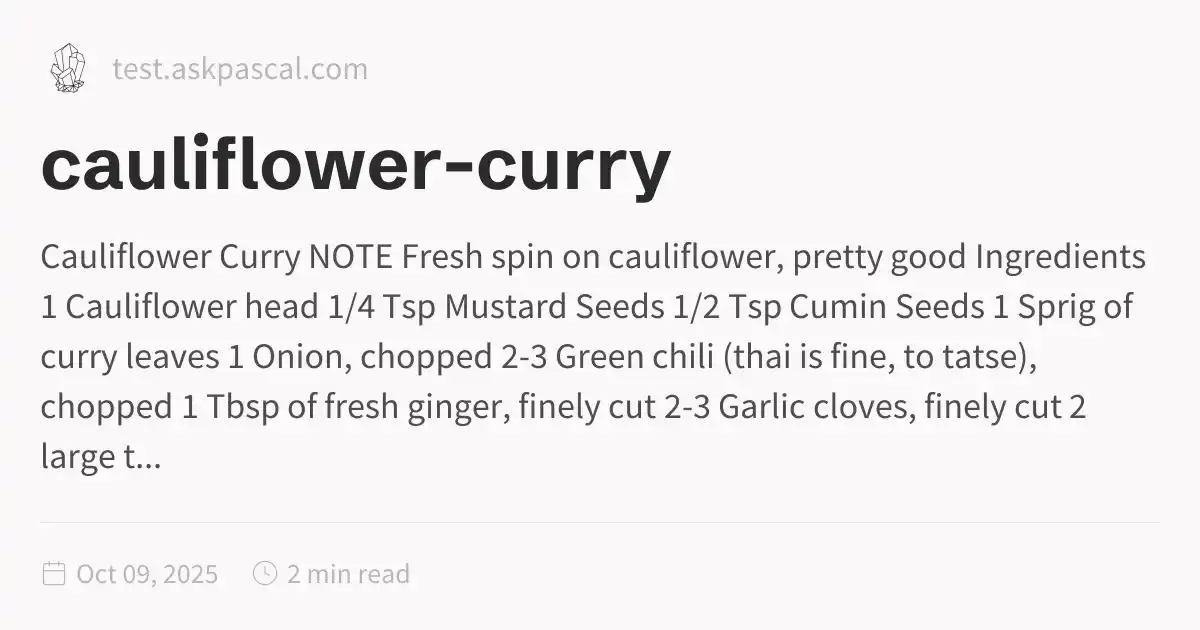 test.askpascal.com
cauliflower-curry
Cauliflower Curry NOTE Fresh spin on cauliflower, pretty good Ingredients
1 Cauliflower head 1/4 Tsp Mustard Seeds 1/2 Tsp Cumin Seeds 1 Sprig of
curry leaves 1 Onion, chopped 2-3 Green chili (thai is fine, to tatse),
chopped 1 Tbsp of fresh ginger, finely cut 2-3 Garlic cloves, finely cut 2
large t...
Oct 09, 2025 2 min read